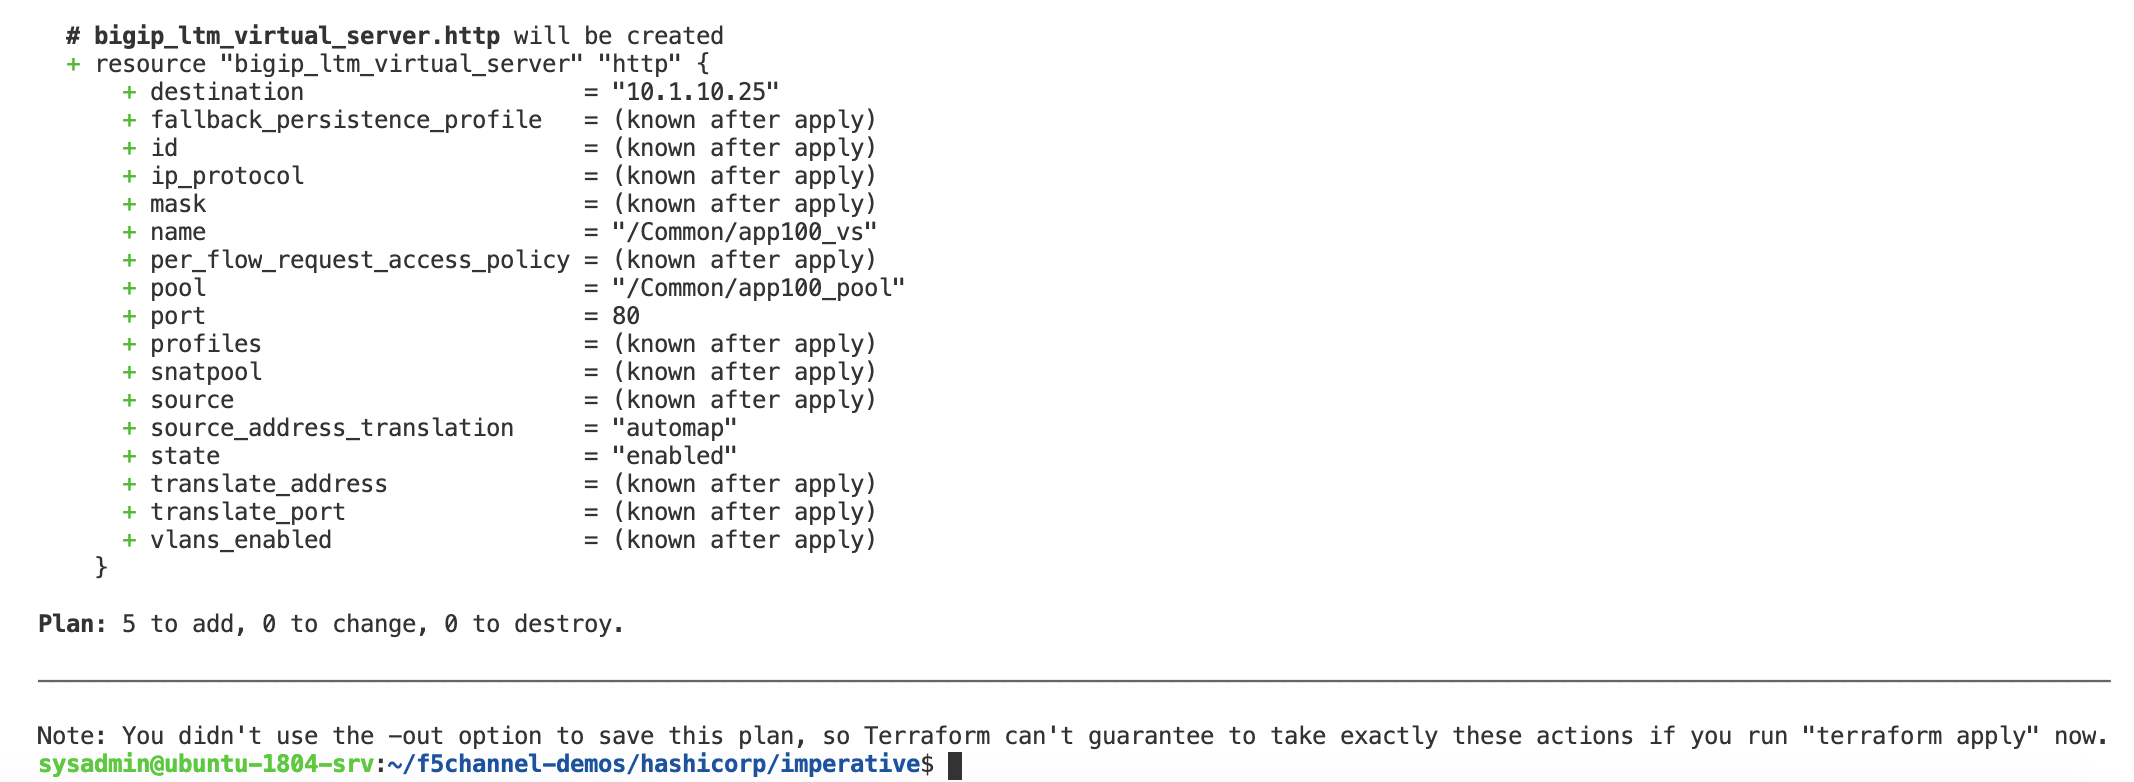 # bigip_ltm_virtual_server.http will be created
+ resource "bigip_ltm_virtual_server" "http" {
+ destination = "10.1.10.25"
+ fallback_persistence_profile = (known after apply)
+ id = (known after apply)
+ ip_protocol = (known after apply)
+ mask = (known after apply)
+ name = "/Common/app100_vs"
+ per_flow_request_access_policy = (known after apply)
+ pool = "/Common/app100_pool"
+ port = 80
+ profiles = (known after apply)
+ snatpool = (known after apply)
+ source = (known after apply)
+ source_address_translation = "automap"
+ state = "enabled"
+ translate_address = (known after apply)
+ translate_port = (known after apply)
+ vlans_enabled = (known after apply)
}
Plan: 5 to add, 0 to change, 0 to destroy.
Note: You didn't use the -out option to save this plan, so Terraform can't guarantee to take exactly these actions if you run "terraform apply" now.
sysadmin@ubuntu-1804-srv:~/f5channel-demos/hashicorp/imperative$